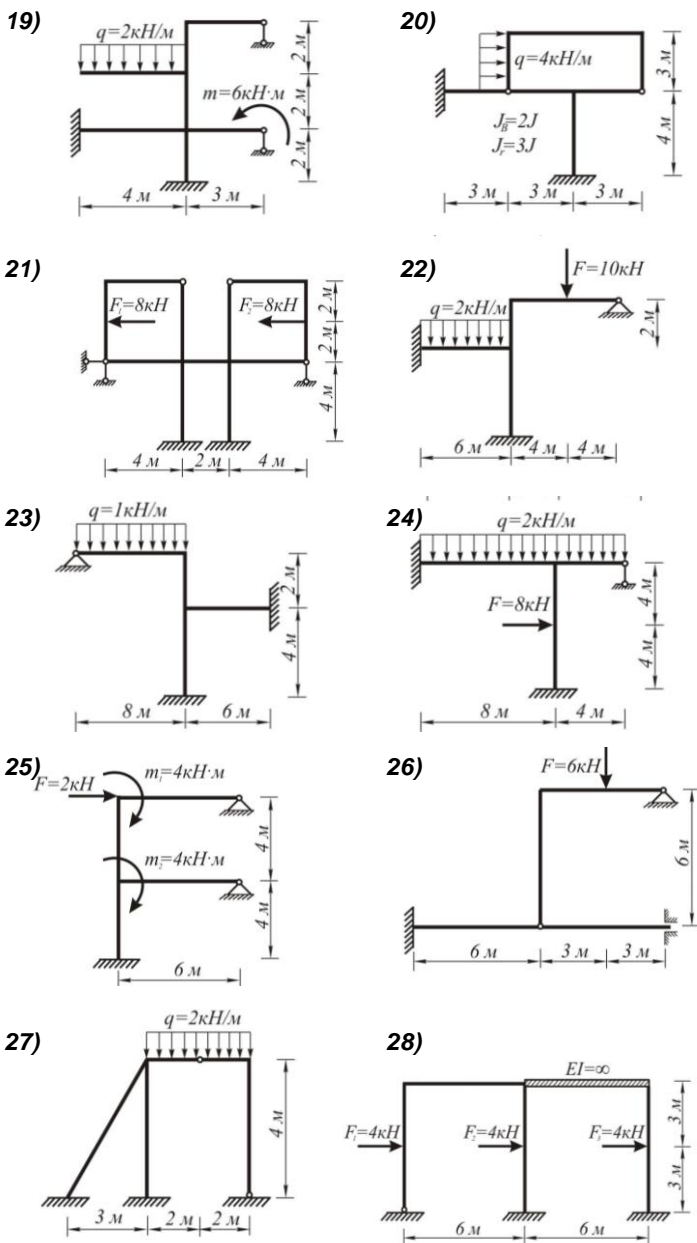 19)
q=2кН/м
m=6кН·м
2 м
2 м
2 м
4 м
3 м
20)
q=4кН/м
J_в=2J
J_г=3J
3 м
4 м
3 м
3 м
3 м
21)
F₁=8кН
F₂=8кН
2 м
2 м
4 м
4 м
2 м
4 м
22)
F=10кН
q=2кН/м
2 м
6 м
4 м
4 м
23)
q=1кН/м
2 м
4 м
8 м
6 м
24)
q=2кН/м
F=8кН
4 м
4 м
8 м
4 м
25)
F=2кН
m₁=4кН·м
m₂=4кН·м
4 м
4 м
6 м
26)
F=6кН
6 м
6 м
3 м
3 м
27)
q=2кН/м
4 м
3 м
2 м
2 м
28)
EI=∞
F₁=4кН
F₂=4кН
F₃=4кН
3 м
3 м
6 м
6 м